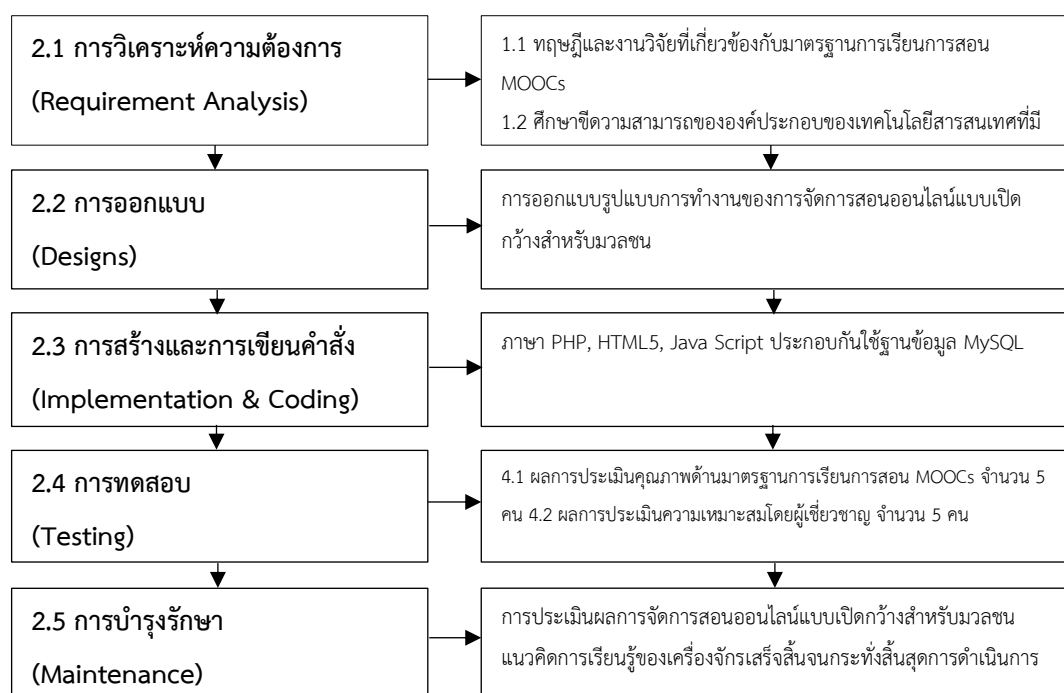 2.1 การวิเคราะห์ความต้องการ
(Requirement Analysis)
1.1 ทฤษฎีและงานวิจัยที่เกี่ยวข้องกับมาตรฐานการเรียนการสอน
MOOCs
1.2 ศึกษาขีดความสามารถขององค์ประกอบของเทคโนโลยีสารสนเทศที่มี
2.2 การออกแบบ
(Designs)
การออกแบบรูปแบบการทำงานของการจัดการสอนออนไลน์แบบเปิด
กว้างสำหรับมวลชน
2.3 การสร้างและการเขียนคำสั่ง
(Implementation & Coding)
ภาษา PHP, HTML5, Java Script ประกอบกันใช้ฐานข้อมูล MySQL
2.4 การทดสอบ
(Testing)
4.1 ผลการประเมินคุณภาพด้านมาตรฐานการเรียนการสอน MOOCs จำนวน 5
คน 4.2 ผลการประเมินความเหมาะสมโดยผู้เชี่ยวชาญ จำนวน 5 คน
2.5 การบำรุงรักษา
(Maintenance)
การประเมินผลการจัดการสอนออนไลน์แบบเปิดกว้างสำหรับมวลชน
แนวคิดการเรียนรู้ของเครื่องจักรเสร็จสิ้นจนกระทั่งสิ้นสุดการดำเนินการ